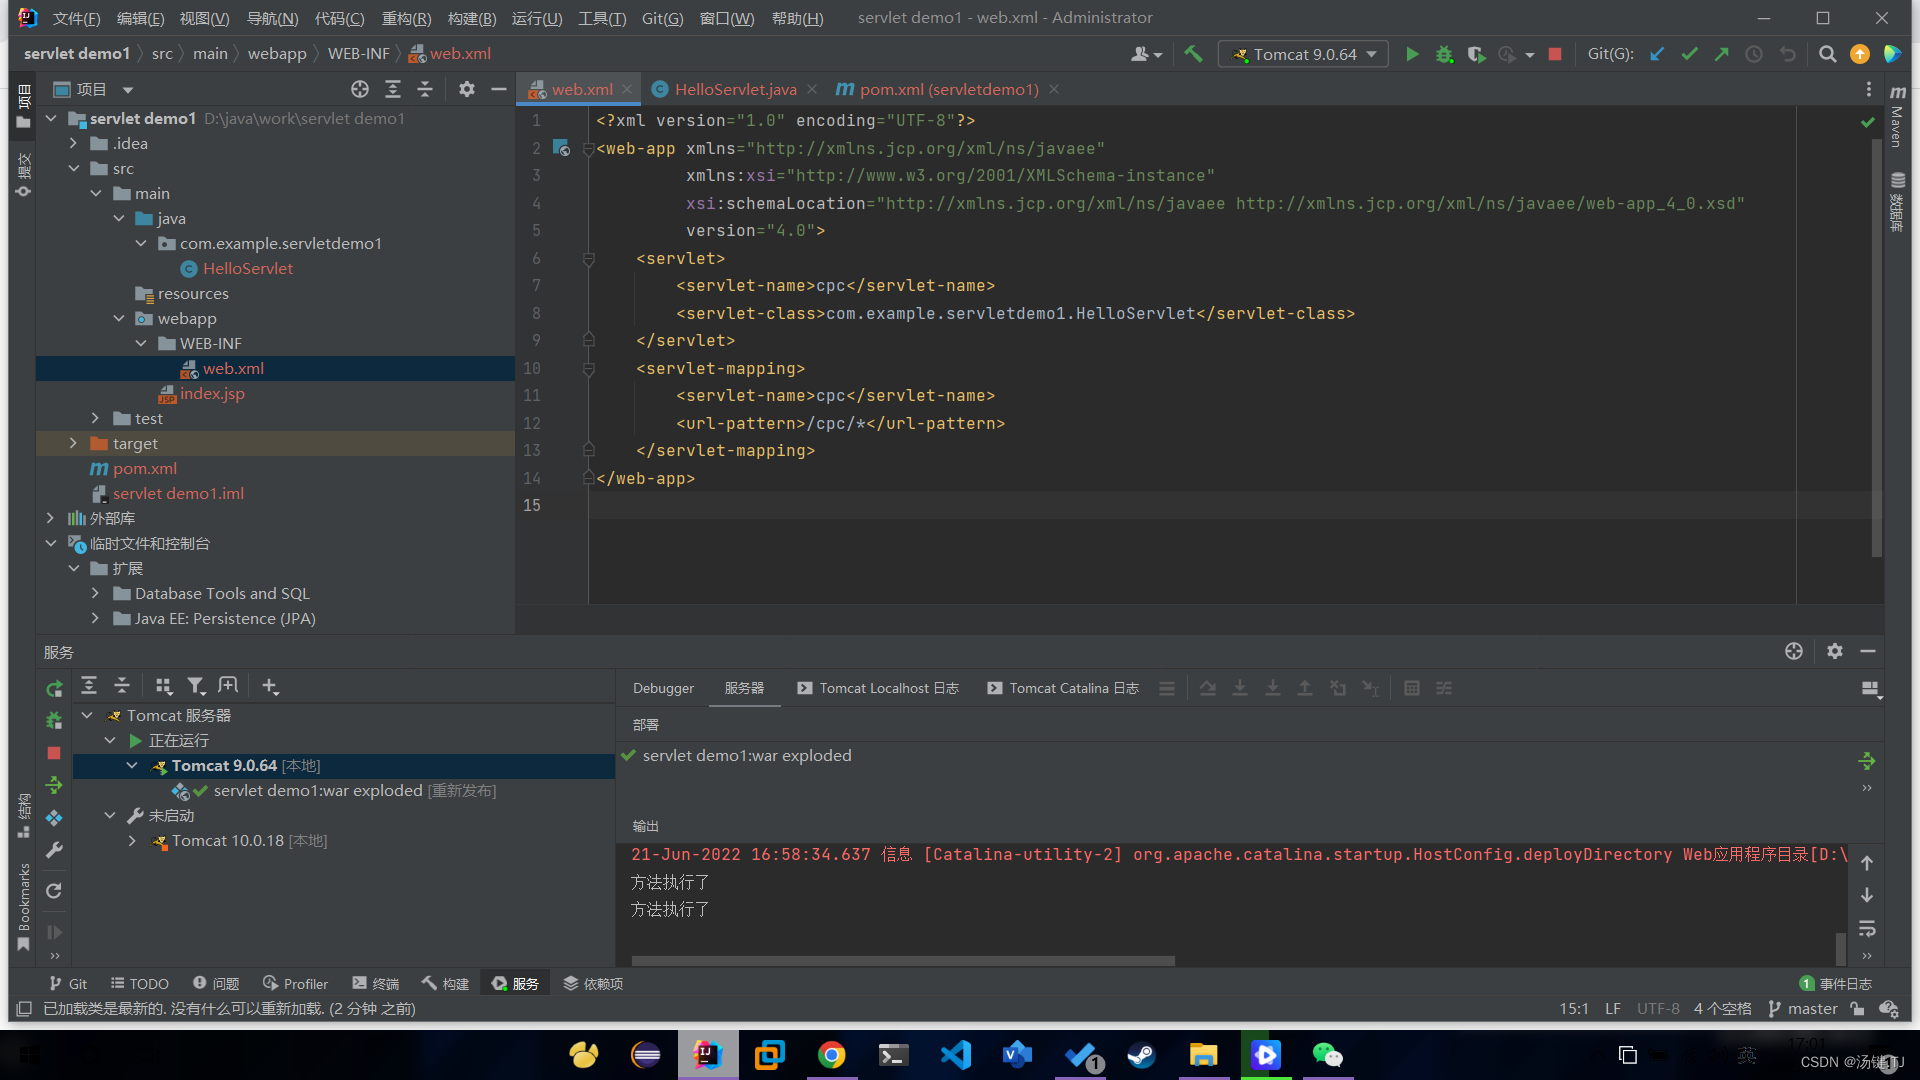 文件(F) 编辑(E) 视图(V) 导航(N) 代码(C) 重构(R) 构建(B) 运行(U) 工具(T) Git(G) 窗口(W) 帮助(H) servlet demo1 - web.xml - Administrator
servlet demo1 src main webapp WEB-INF web.xml Tomcat 9.0.64 Git(G):
项目
web.xml HelloServlet.java pom.xml (servletdemo1)
项目
提交
结构
Bookmarks
Maven
数据库
servlet demo1 D:\java\work\servlet demo1
.idea
src
main
java
com.example.servletdemo1
HelloServlet
resources
webapp
WEB-INF
web.xml
index.jsp
test
target
pom.xml
servlet demo1.iml
外部库
临时文件和控制台
扩展
Database Tools and SQL
Java EE: Persistence (JPA)
1 <?xml version="1.0" encoding="UTF-8"?>
2 <web-app xmlns="http://xmlns.jcp.org/xml/ns/javaee"
3 xmlns:xsi="http://www.w3.org/2001/XMLSchema-instance"
4 xsi:schemaLocation="http://xmlns.jcp.org/xml/ns/javaee http://xmlns.jcp.org/xml/ns/javaee/web-app_4_0.xsd"
5 version="4.0">
6 <servlet>
7 <servlet-name>cpc</servlet-name>
8 <servlet-class>com.example.servletdemo1.HelloServlet</servlet-class>
9 </servlet>
10 <servlet-mapping>
11 <servlet-name>cpc</servlet-name>
12 <url-pattern>/cpc/*</url-pattern>
13 </servlet-mapping>
14 </web-app>
15
服务
Tomcat 服务器
正在运行
Tomcat 9.0.64 [本地]
servlet demo1:war exploded [重新发布]
未启动
Tomcat 10.0.18 [本地]
Debugger 服务器 Tomcat Localhost 日志 Tomcat Catalina 日志
部署
servlet demo1:war exploded
输出
21-Jun-2022 16:58:34.637 信息 [Catalina-utility-2] org.apache.catalina.startup.HostConfig.deployDirectory Web应用程序目录[D:\
方法执行了
方法执行了
Git TODO 问题 Profiler 终端 构建 服务 依赖项 1 事件日志
已加载类是最新的. 没有什么可以重新加载. (2 分钟 之前) 15:1 LF UTF-8 4 个空格 master
1
英
17:01
CSDN @汤键.TJ